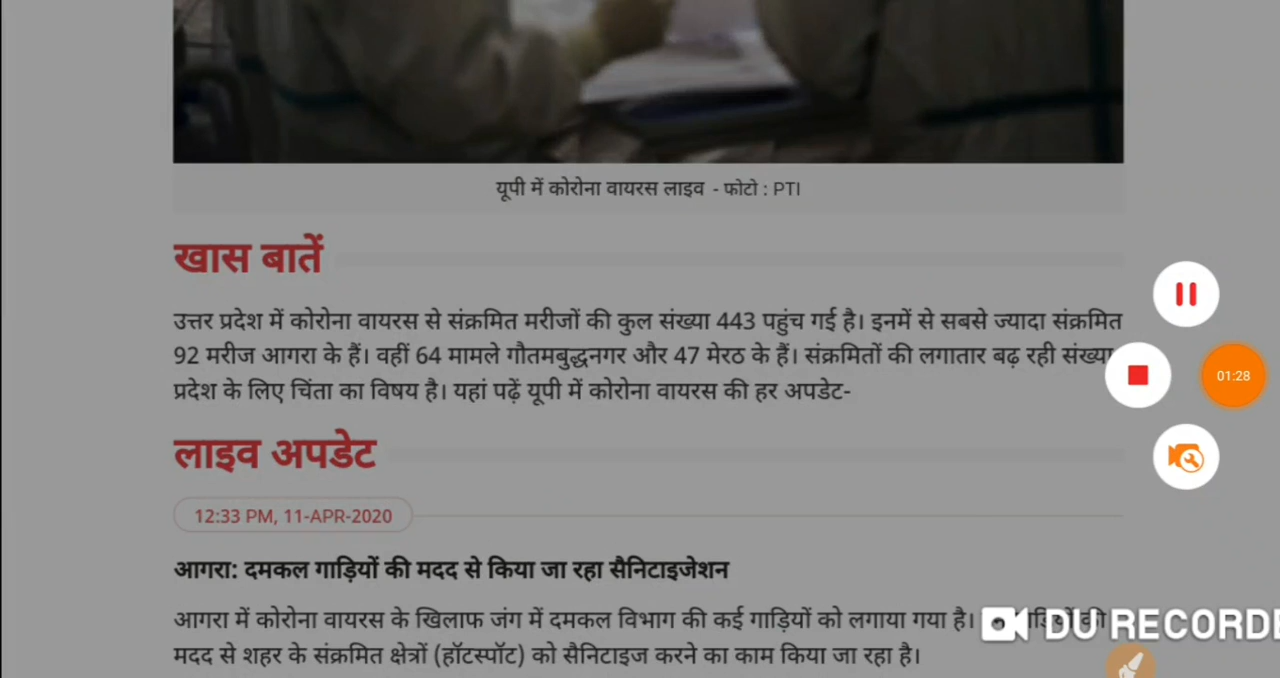 यूपी में कोरोना वायरस लाइव - फोटो : PTI
खास बातें
उत्तर प्रदेश में कोरोना वायरस से संक्रमित मरीजों की कुल संख्या 443 पहुंच गई है। इनमें से सबसे ज्यादा संक्रमित
92 मरीज आगरा के हैं। वहीं 64 मामले गौतमबुद्धनगर और 47 मेरठ के हैं। संक्रमितों की लगातार बढ़ रही संख्या
प्रदेश के लिए चिंता का विषय है। यहां पढ़ें यूपी में कोरोना वायरस की हर अपडेट-
01:28
लाइव अपडेट
12:33 PM, 11-APR-2020
आगरा: दमकल गाड़ियों की मदद से किया जा रहा सैनिटाइजेशन
आगरा में कोरोना वायरस के खिलाफ जंग में दमकल विभाग की कई गाड़ियों को लगाया गया है।
DU RECORDE
मदद से शहर के संक्रमित क्षेत्रों (हॉटस्पॉट) को सैनिटाइज करने का काम किया जा रहा है।